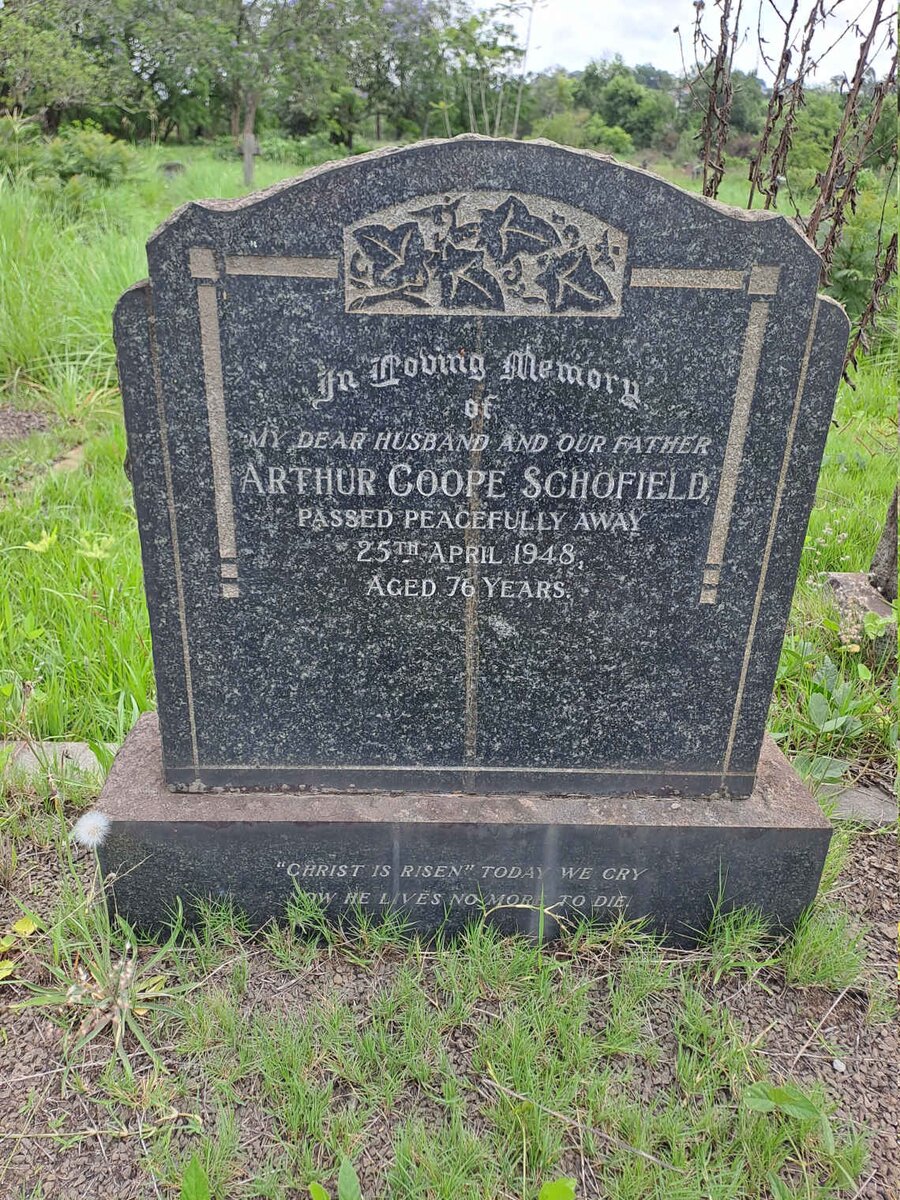 In Loving Memory
of
MY DEAR HUSBAND AND OUR FATHER
ARTHUR COOPE SCHOFIELD,
PASSED PEACEFULLY AWAY
25TH APRIL 1948,
AGED 76 YEARS.
"CHRIST IS RISEN" TODAY WE CRY
NOW HE LIVES NO MORE TO DIE.